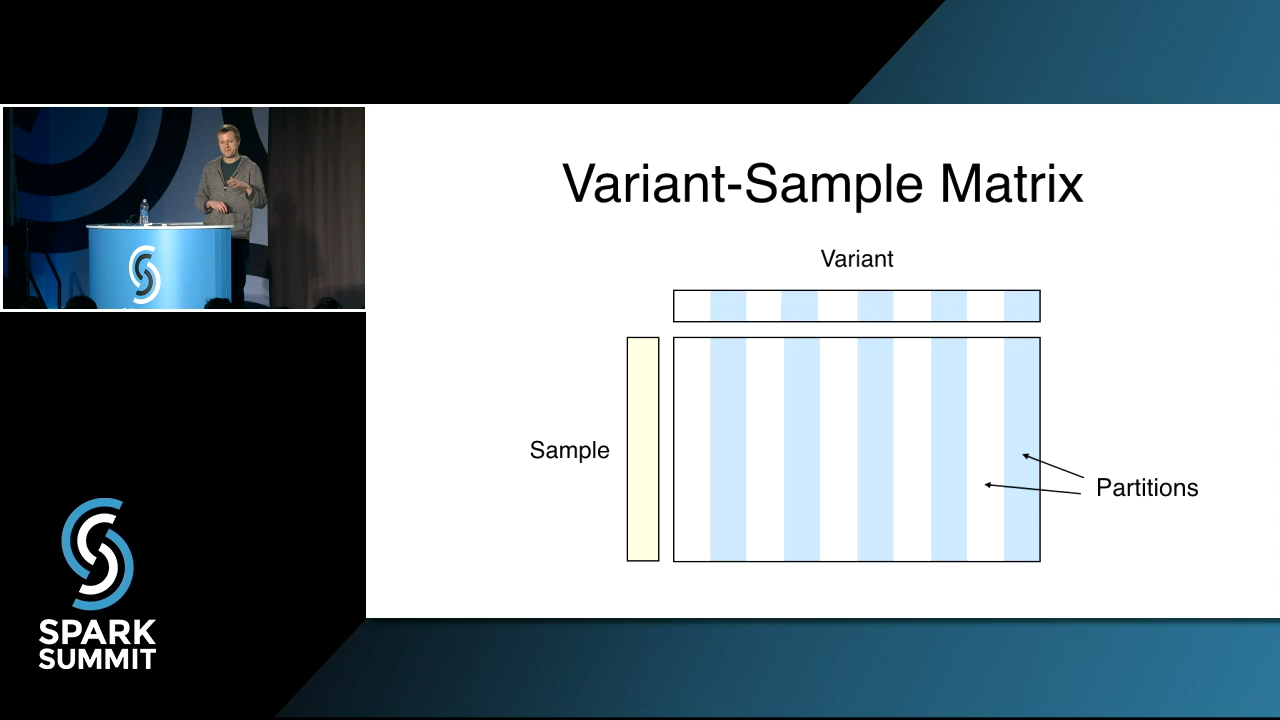 Variant-Sample Matrix
Variant
Sample
Partitions
SPARK
SUMMIT